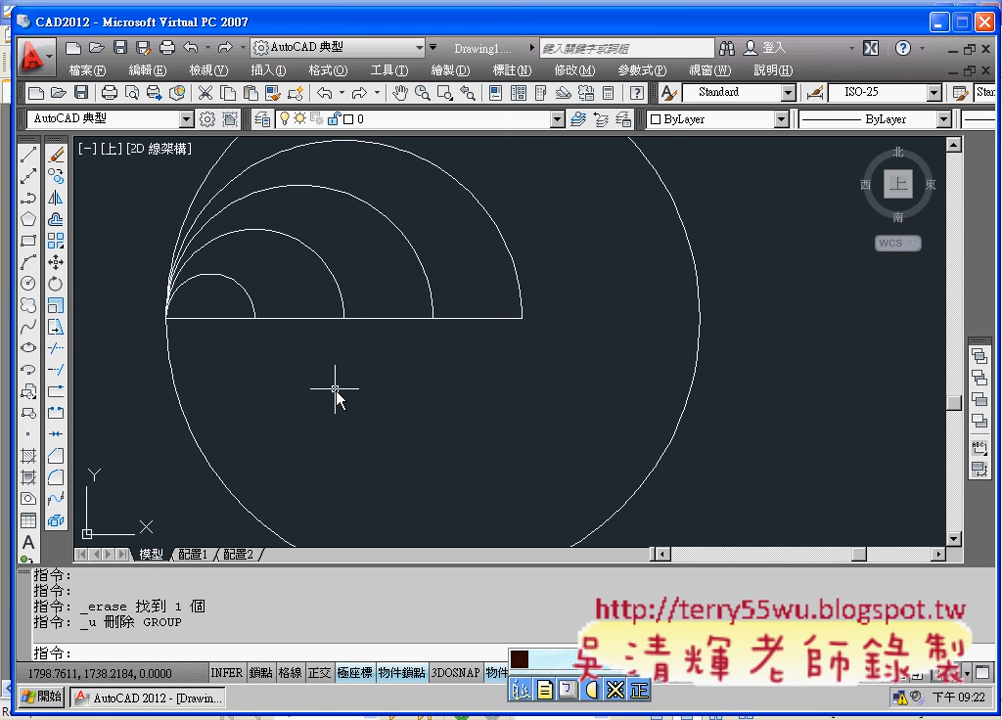 CAD2012 - Microsoft Virtual PC 2007
AutoCAD 典型
Drawing1....
鍵入關鍵字或詞組
登入
檔案(F) 編輯(E) 檢視(V) 插入(I) 格式(O) 工具(T) 繪製(D) 標註(N) 修改(M) 參數式(P) 視窗(W) 說明(H)
Standard ISO-25 Star
AutoCAD 典型 0 ByLayer ByLayer
[−] [上] [2D 線架構]
北
西 上 東
南
WCS
Y
X
模型 配置1 配置2
指令:
指令:
指令: _erase 找到 1 個
指令: _u 刪除 GROUP
指令:
http://terry55wu.blogspot.tw
吳清輝老師錄製
1798.7611, 1738.2184, 0.0000 INFER 鎖點 格線 正交 極座標 物件鎖點 3DOSNAP 物件
開始 AutoCAD 2012 - [Drawin... 下午 09:22